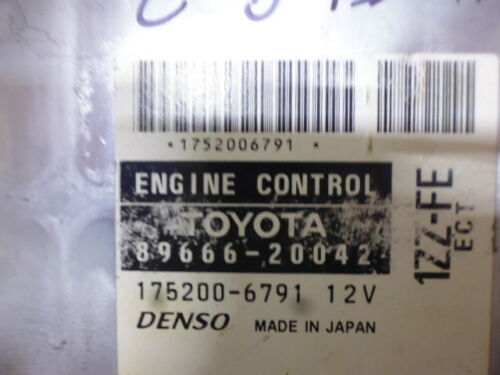 *1752006791 *
ENGINE CONTROL
TOYOTA
89666-20042
175200-6791 12V
DENSO MADE IN JAPAN
1ZZ-FE
ECT